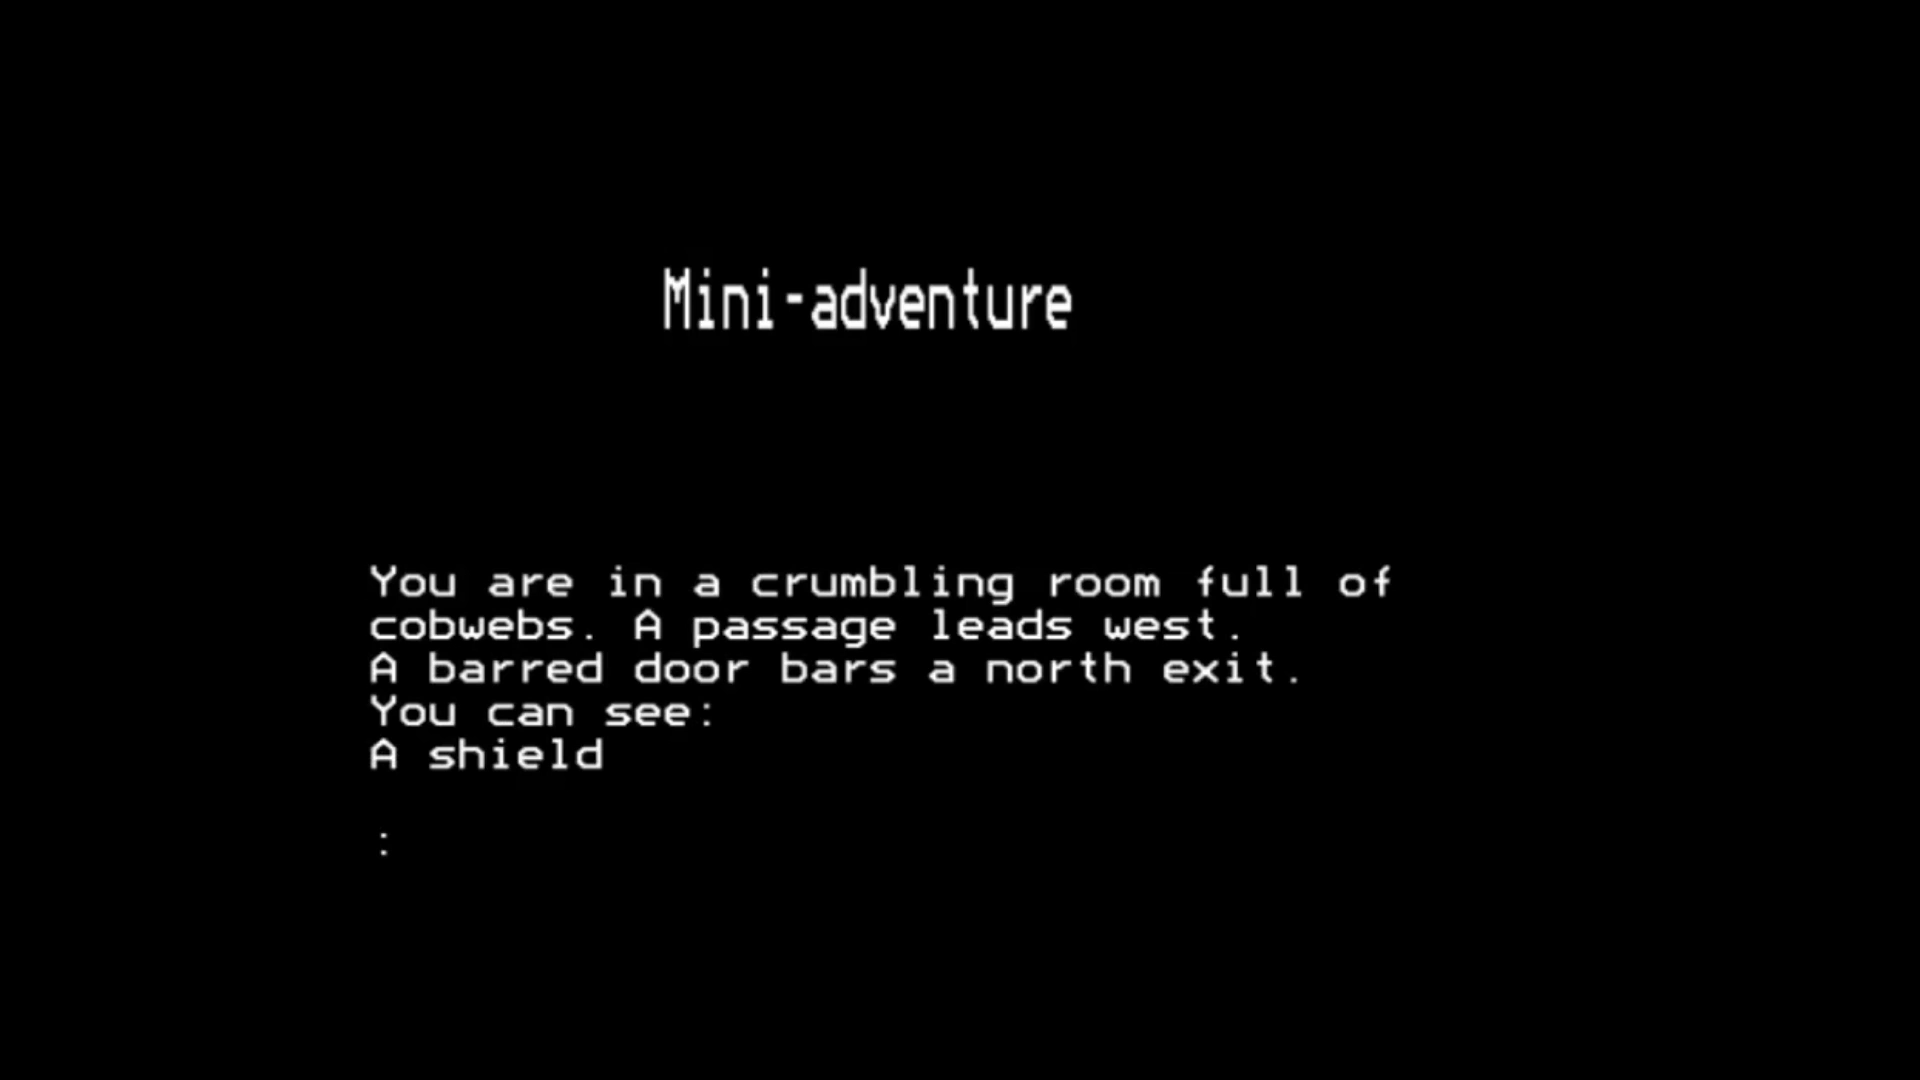 Mini-adventure
You are in a crumbling room full of
cobwebs. A passage leads west.
A barred door bars a north exit.
You can see:
A shield
: